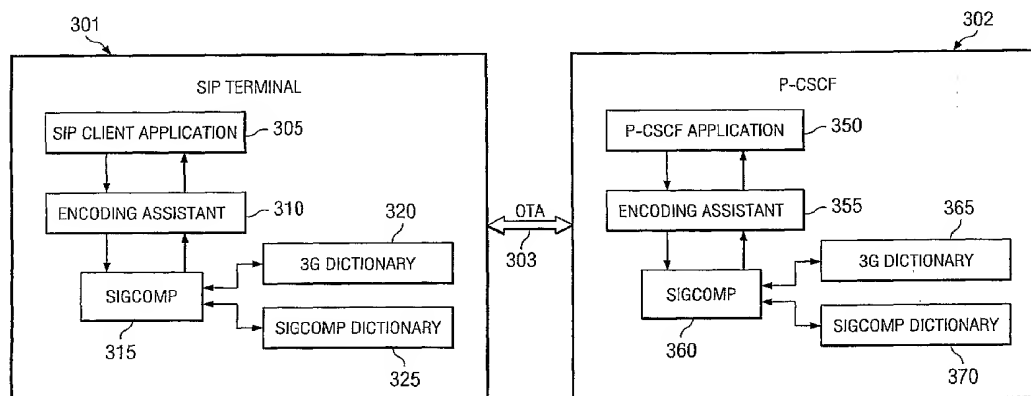 301
302
SIP TERMINAL
P-CSCF
SIP CLIENT APPLICATION
305
P-CSCF APPLICATION
350
ENCODING ASSISTANT
310
OTA
303
ENCODING ASSISTANT
355
320
365
3G DICTIONARY
3G DICTIONARY
SIGCOMP
SIGCOMP
SIGCOMP DICTIONARY
SIGCOMP DICTIONARY
315
325
360
370